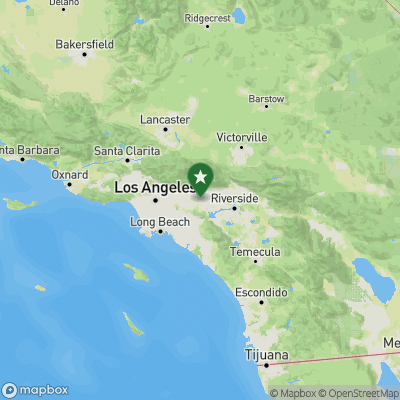 Delano
Ridgecrest
Bakersfield
Barstow
Lancaster
Victorville
nta Barbara
Santa Clarita
Oxnard
Los Angeles
Riverside
Long Beach
Temecula
Escondido
Me
Tijuana
mapbox
© Mapbox © OpenStreetMap